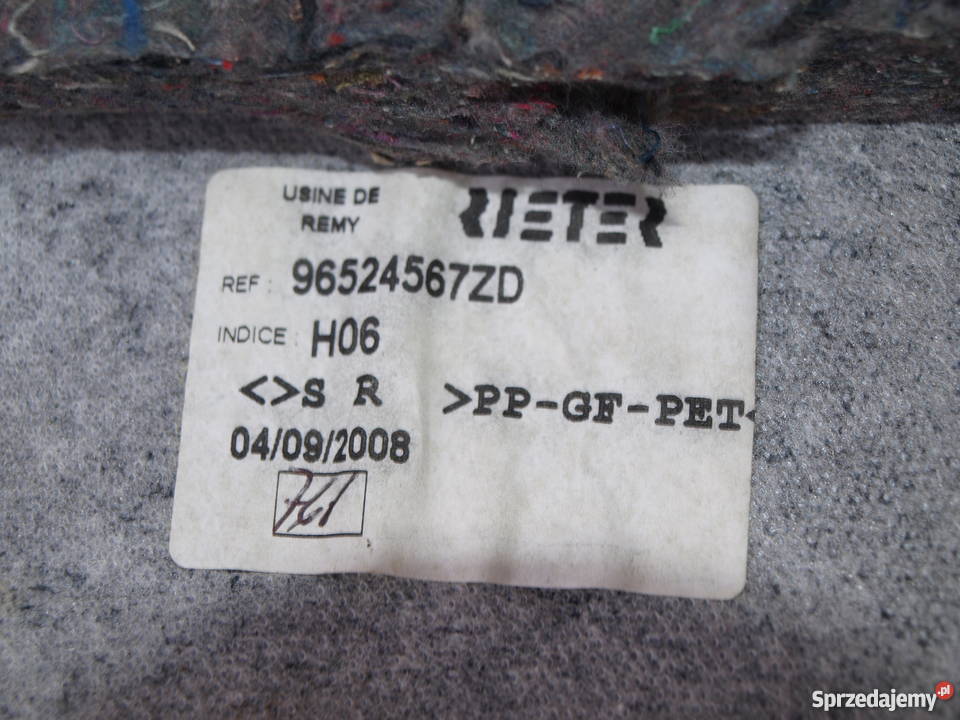 USINE DE
REMY
RIETER
REF : 96524567ZD
INDICE : H06
<>S R >PP-GF-PET<
04/09/2008
Sprzedajemy.pl